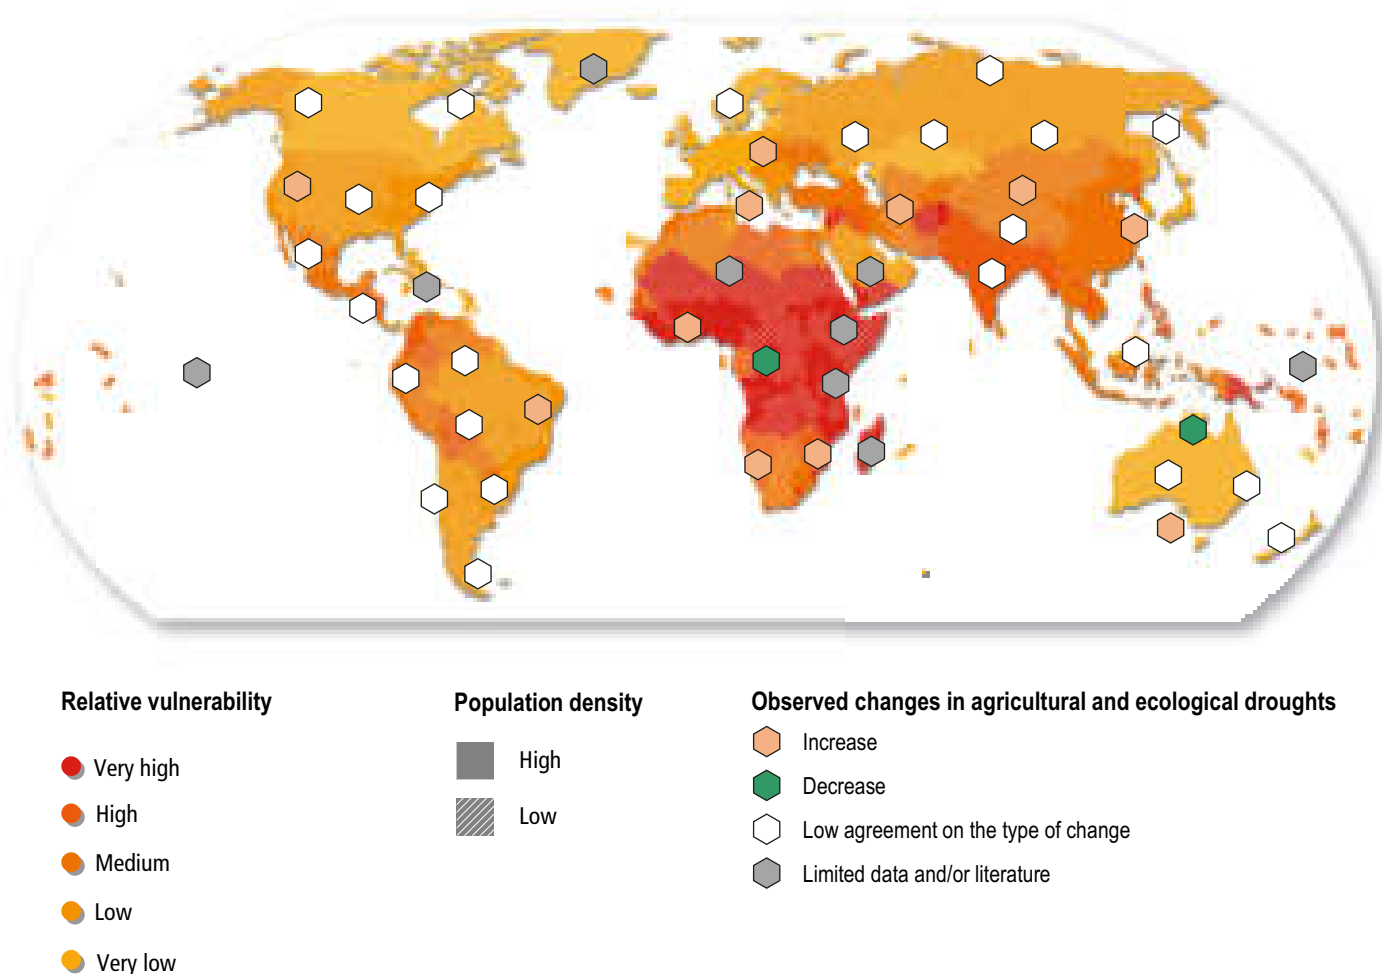 Relative vulnerability
Very high
High
Medium
Low
Very low
Population density
High
Low
Observed changes in agricultural and ecological droughts
Increase
Decrease
Low agreement on the type of change
Limited data and/or literature